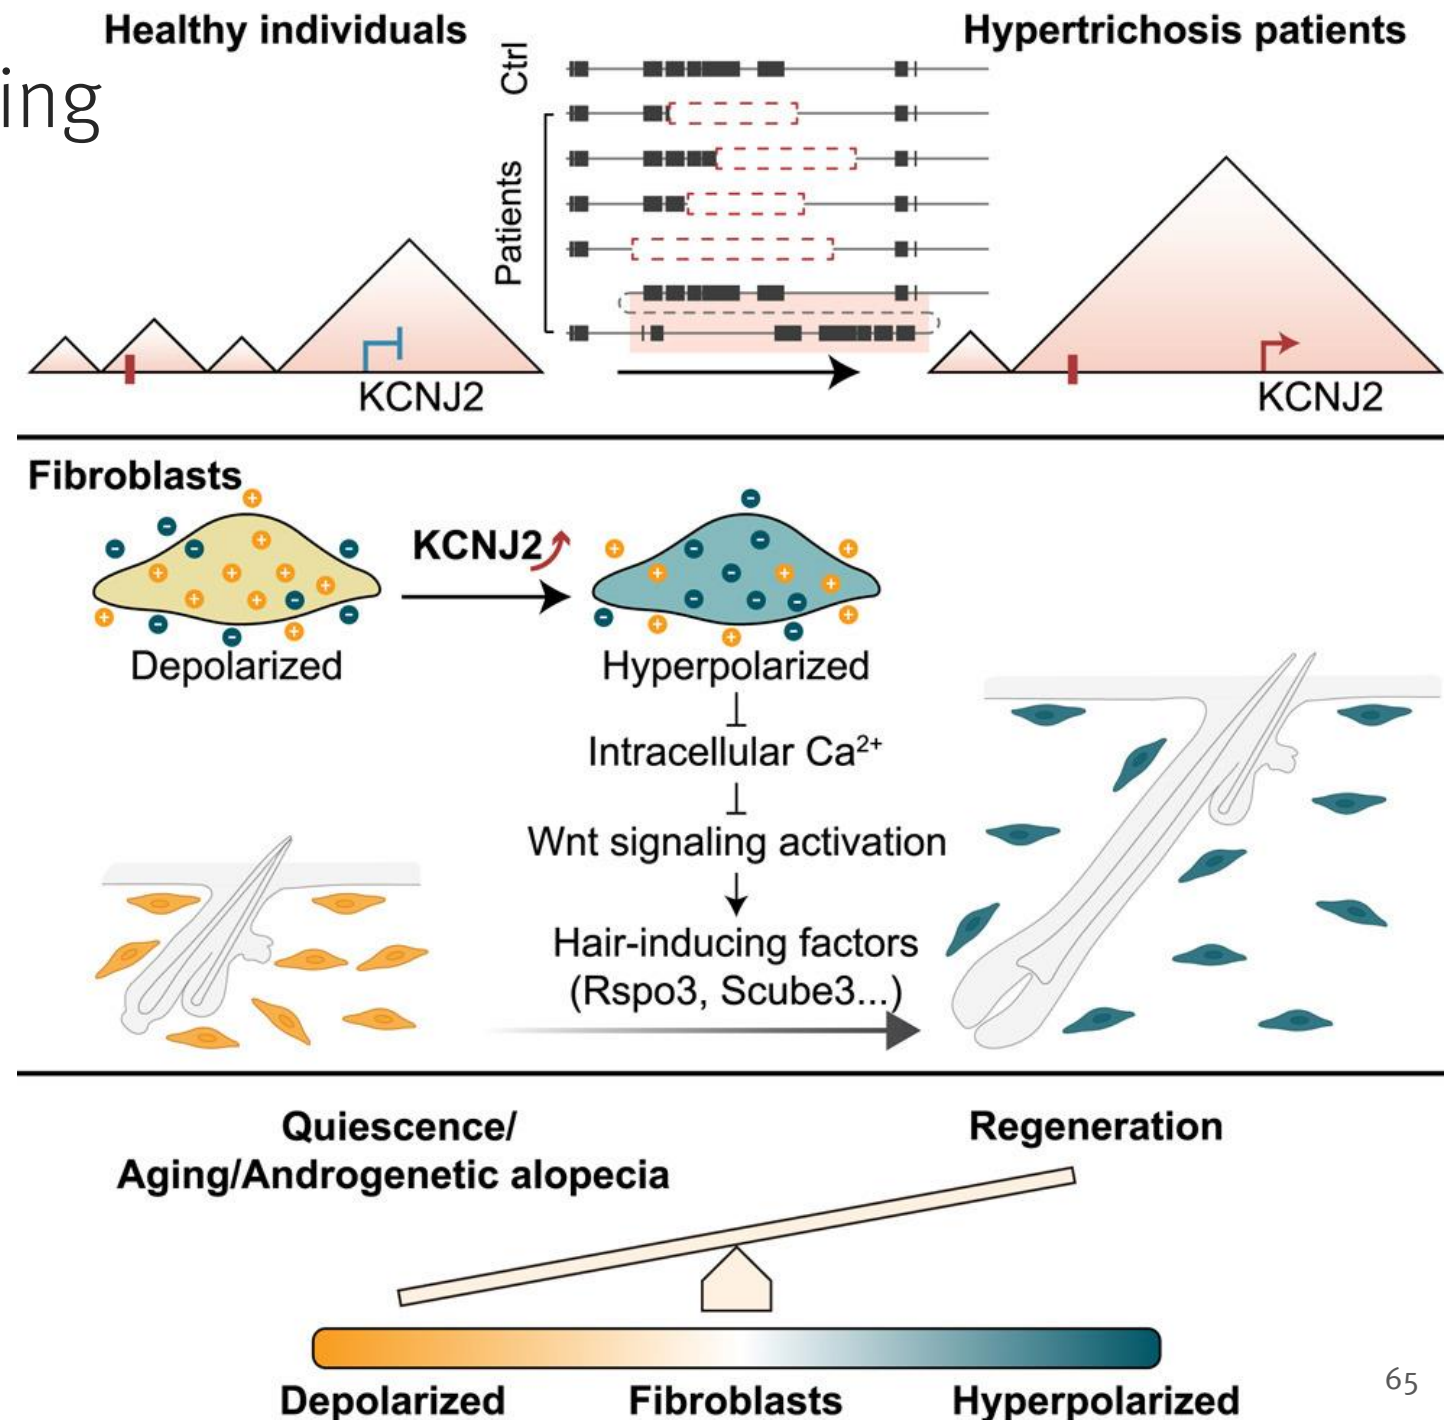 Healthy individuals
Hypertrichosis patients
ing
Ctrl
Patients
KCNJ2
KCNJ2
Fibroblasts
KCNJ2
Depolarized
Hyperpolarized
Intracellular Ca²⁺
Wnt signaling activation
Hair-inducing factors
(Rspo3, Scube3...)
Quiescence/
Aging/Androgenetic alopecia
Regeneration
Depolarized
Fibroblasts
Hyperpolarized
65